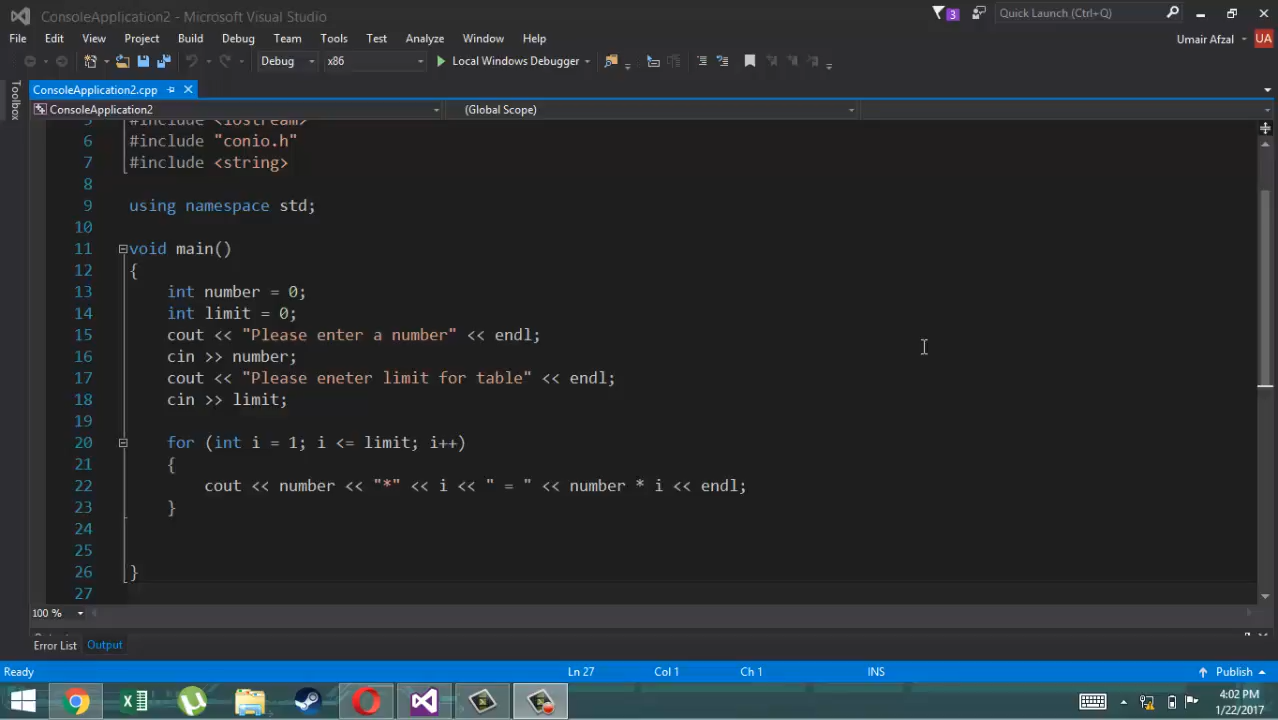 ConsoleApplication2 - Microsoft Visual Studio
3
Quick Launch (Ctrl+Q)
File Edit View Project Build Debug Team Tools Test Analyze Window Help
Umair Afzal UA
Debug x86 Local Windows Debugger
Toolbox
ConsoleApplication2.cpp
ConsoleApplication2 (Global Scope)
5 #include <iostream>
6 #include "conio.h"
7 #include <string>
8
9 using namespace std;
10
11 void main()
12 {
13 int number = 0;
14 int limit = 0;
15 cout << "Please enter a number" << endl;
16 cin >> number;
17 cout << "Please eneter limit for table" << endl;
18 cin >> limit;
19
20 for (int i = 1; i <= limit; i++)
21 {
22 cout << number << "*" << i << " = " << number * i << endl;
23 }
24
25
26 }
27
100 %
Error List Output
Ready Ln 27 Col 1 Ch 1 INS Publish
4:02 PM
1/22/2017